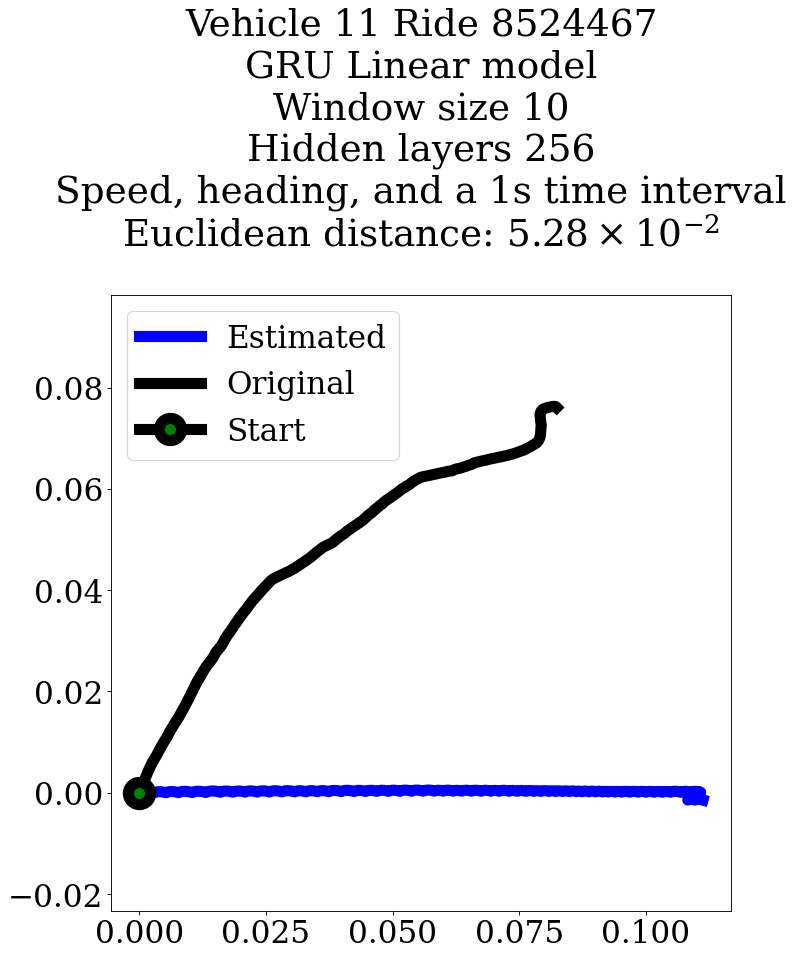 Vehicle 11 Ride 8524467
GRU Linear model
Window size 10
Hidden layers 256
Speed, heading, and a 1s time interval
Euclidean distance: 5.28 × 10⁻²
Estimated
Original
Start
0.08
0.06
0.04
0.02
0.00
−0.02
0.000 0.025 0.050 0.075 0.100